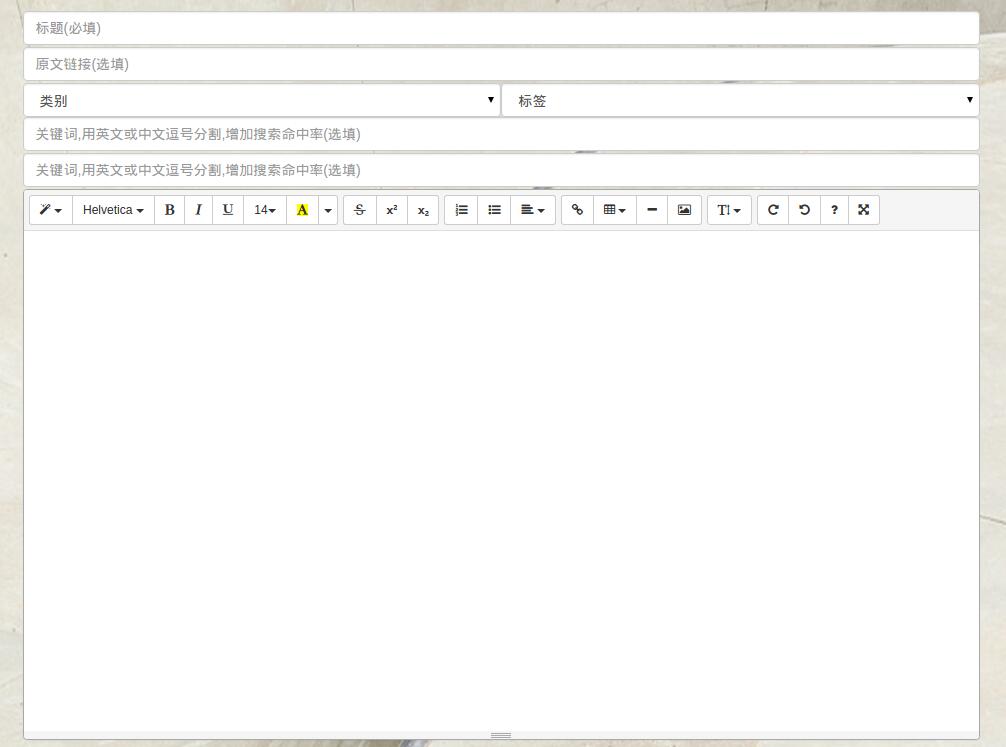 标题(必填)
原文链接(选填)
类别 标签
关键词,用英文或中文逗号分割,增加搜索命中率(选填)
关键词,用英文或中文逗号分割,增加搜索命中率(选填)
Helvetica B I U 14 A S x² x₂ T ?